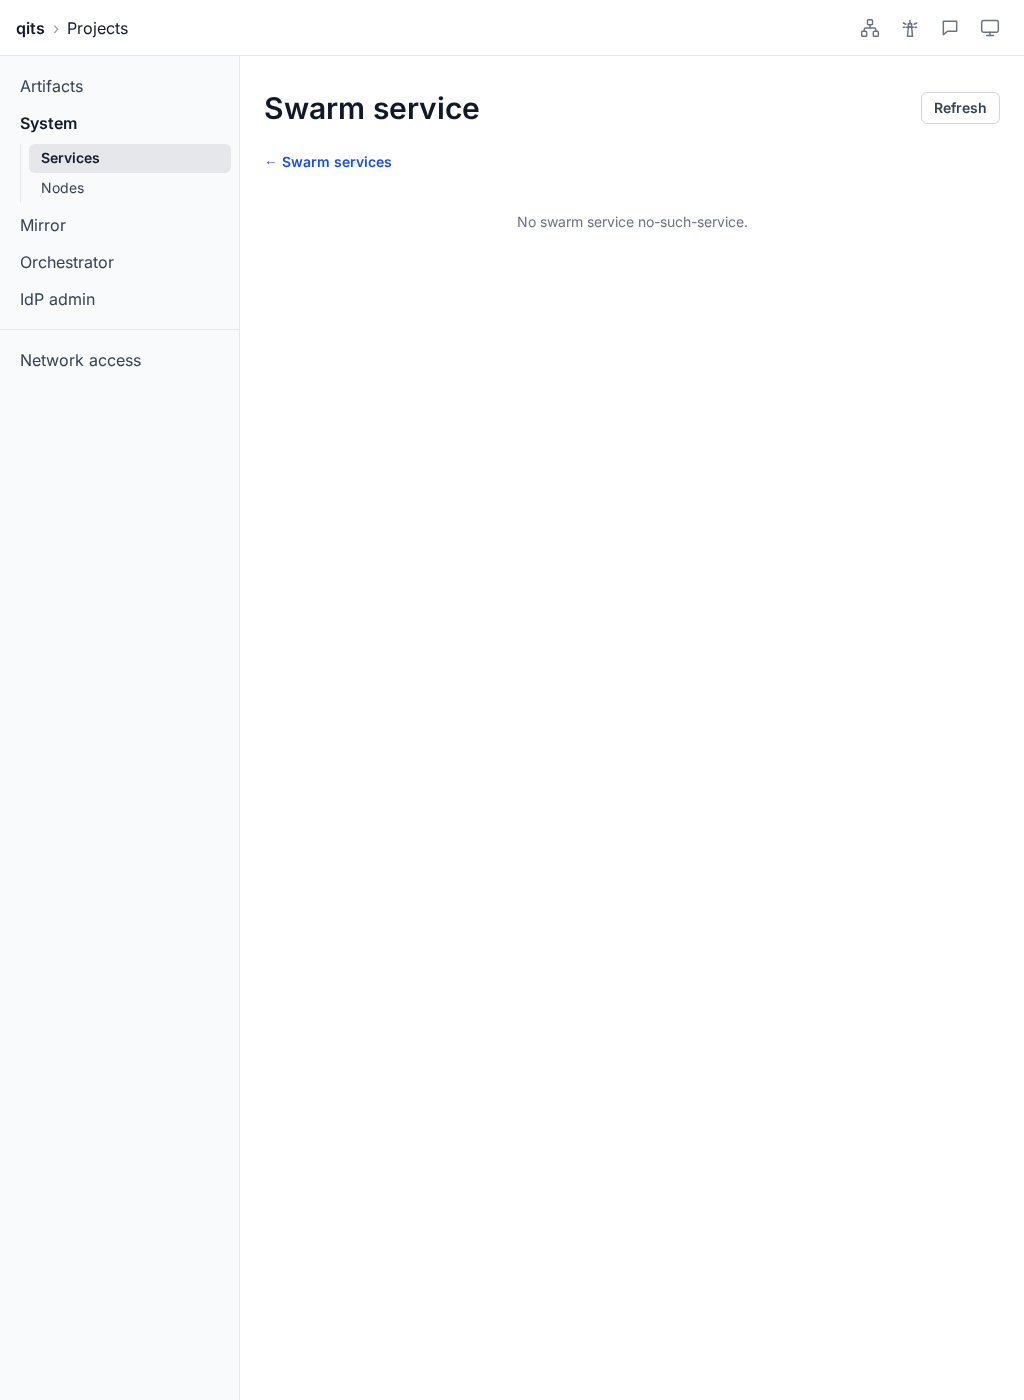 qits › Projects
Artifacts
System
Services
Nodes
Mirror
Orchestrator
IdP admin
Network access
Swarm service
Refresh
← Swarm services
No swarm service no-such-service.